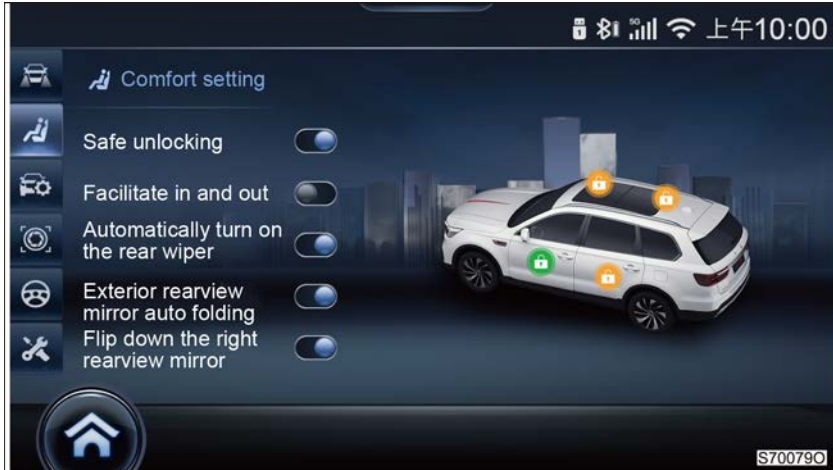 5G
上午10:00
Comfort setting
Safe unlocking
Facilitate in and out
Automatically turn on
the rear wiper
Exterior rearview
mirror auto folding
Flip down the right
rearview mirror
S70079O